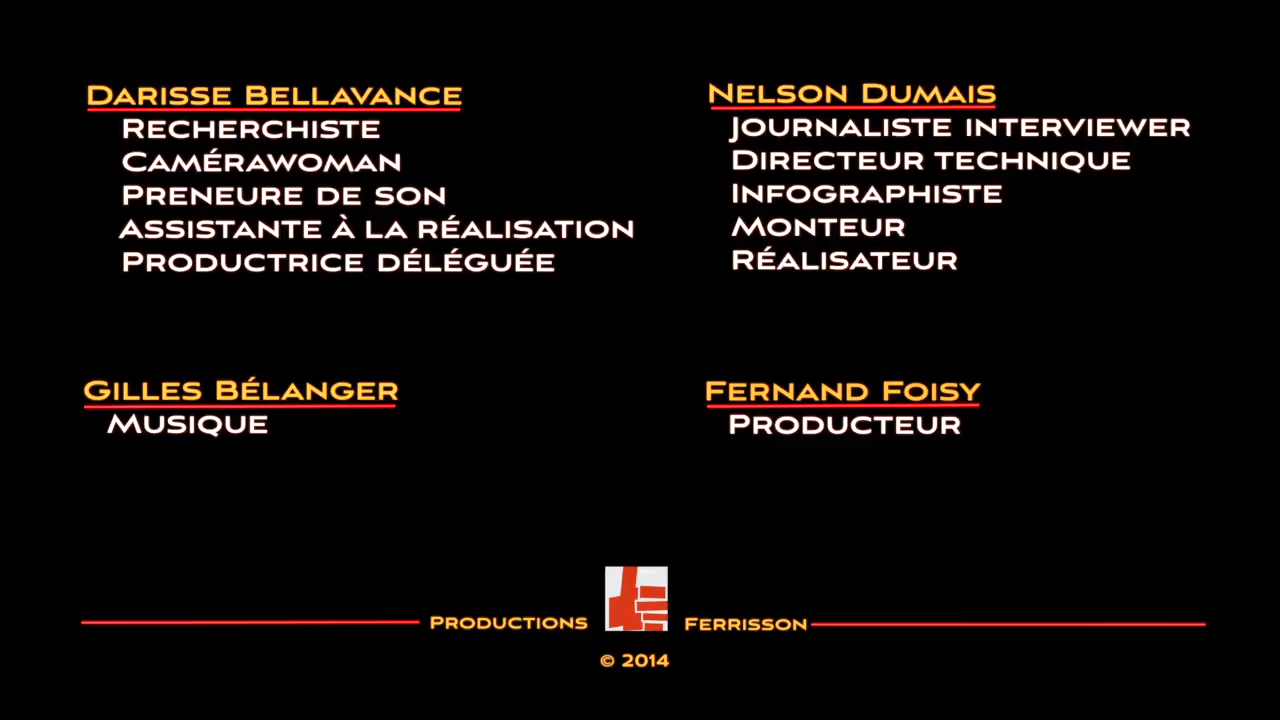 Darisse Bellavance
Recherchiste
Camérawoman
Preneure de son
Assistante à la réalisation
Productrice déléguée
Nelson Dumais
Journaliste interviewer
Directeur technique
Infographiste
Monteur
Réalisateur
Gilles Bélanger
Musique
Fernand Foisy
Producteur
Productions Ferrisson
© 2014